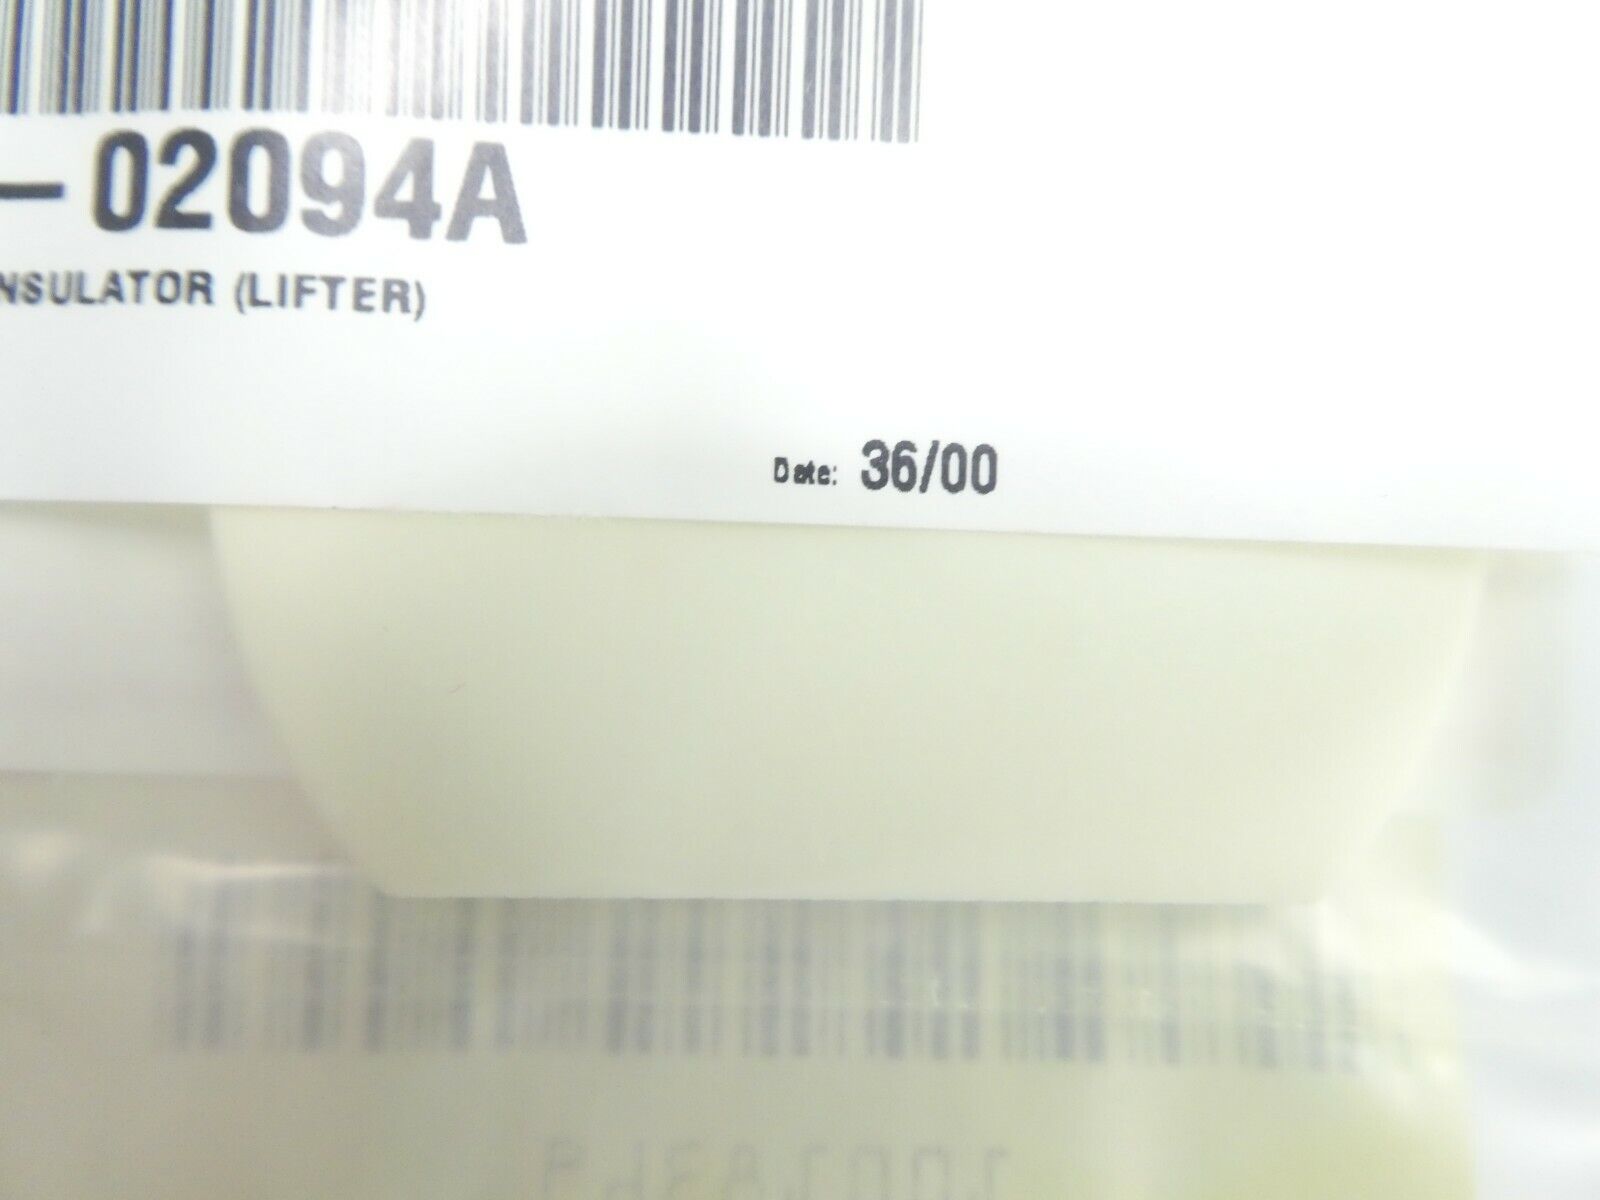 -02094A
NSULATOR (LIFTER)
Date: 36/00